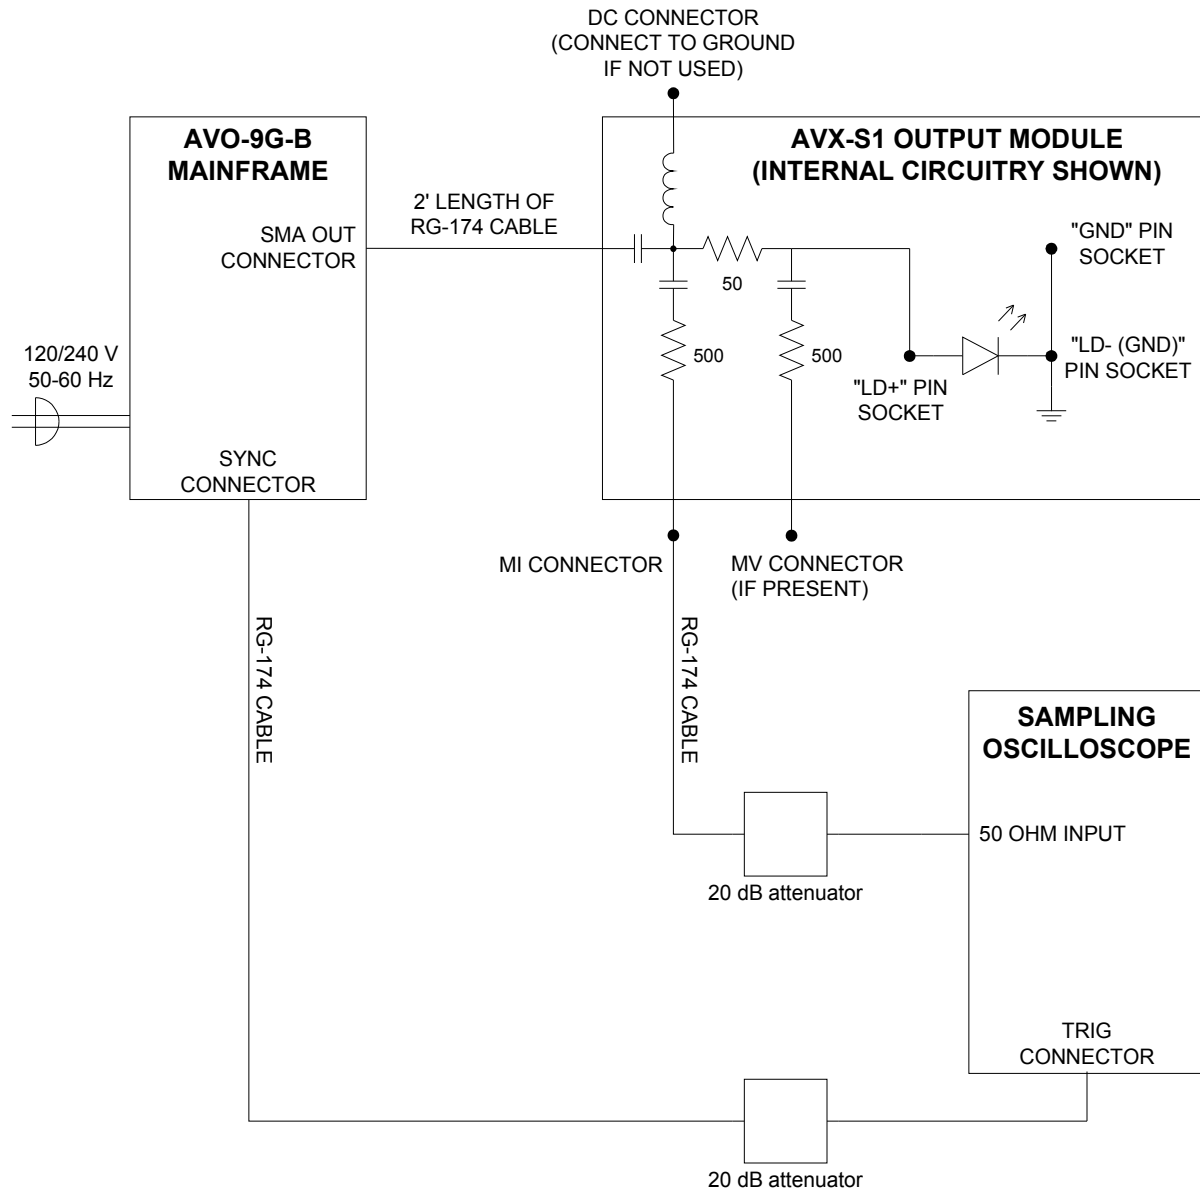 DC CONNECTOR
(CONNECT TO GROUND
IF NOT USED)
AVO-9G-B
MAINFRAME
AVX-S1 OUTPUT MODULE
(INTERNAL CIRCUITRY SHOWN)
2' LENGTH OF
RG-174 CABLE
SMA OUT
CONNECTOR
"GND" PIN
SOCKET
50
120/240 V
50-60 Hz
500
500
"LD+" PIN
SOCKET
"LD- (GND)"
PIN SOCKET
SYNC
CONNECTOR
MI CONNECTOR
MV CONNECTOR
(IF PRESENT)
RG-174 CABLE
RG-174 CABLE
SAMPLING
OSCILLOSCOPE
50 OHM INPUT
20 dB attenuator
TRIG
CONNECTOR
20 dB attenuator